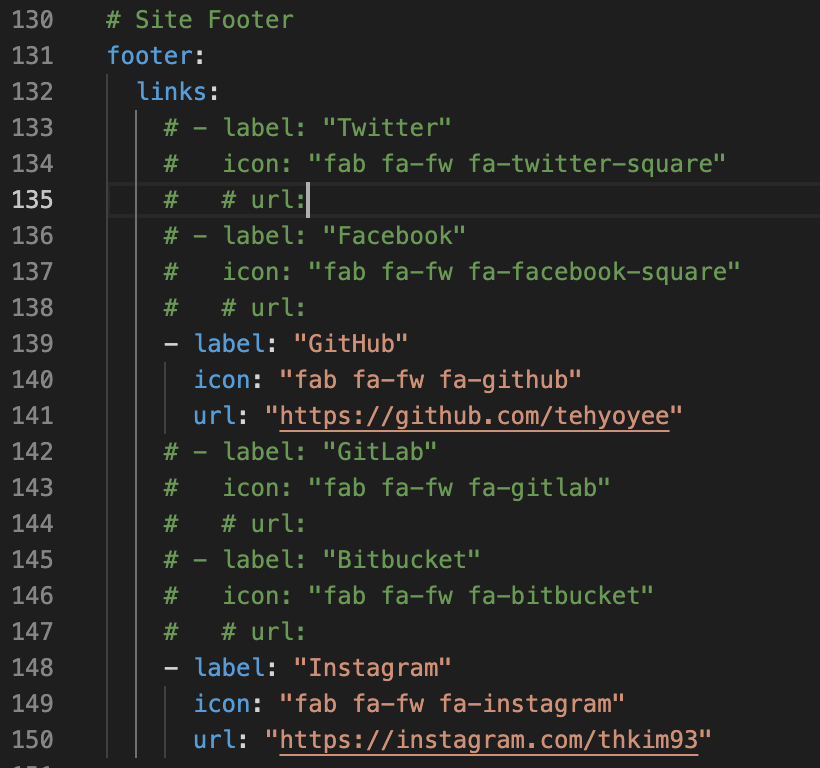 130 # Site Footer
131 footer:
132   links:
133     # - label: "Twitter"
134     #   icon: "fab fa-fw fa-twitter-square"
135     #   # url:
136     # - label: "Facebook"
137     #   icon: "fab fa-fw fa-facebook-square"
138     #   # url:
139     - label: "GitHub"
140       icon: "fab fa-fw fa-github"
141       url: "https://github.com/tehyoyee"
142     # - label: "GitLab"
143     #   icon: "fab fa-fw fa-gitlab"
144     #   # url:
145     # - label: "Bitbucket"
146     #   icon: "fab fa-fw fa-bitbucket"
147     #   # url:
148     - label: "Instagram"
149       icon: "fab fa-fw fa-instagram"
150       url: "https://instagram.com/thkim93"